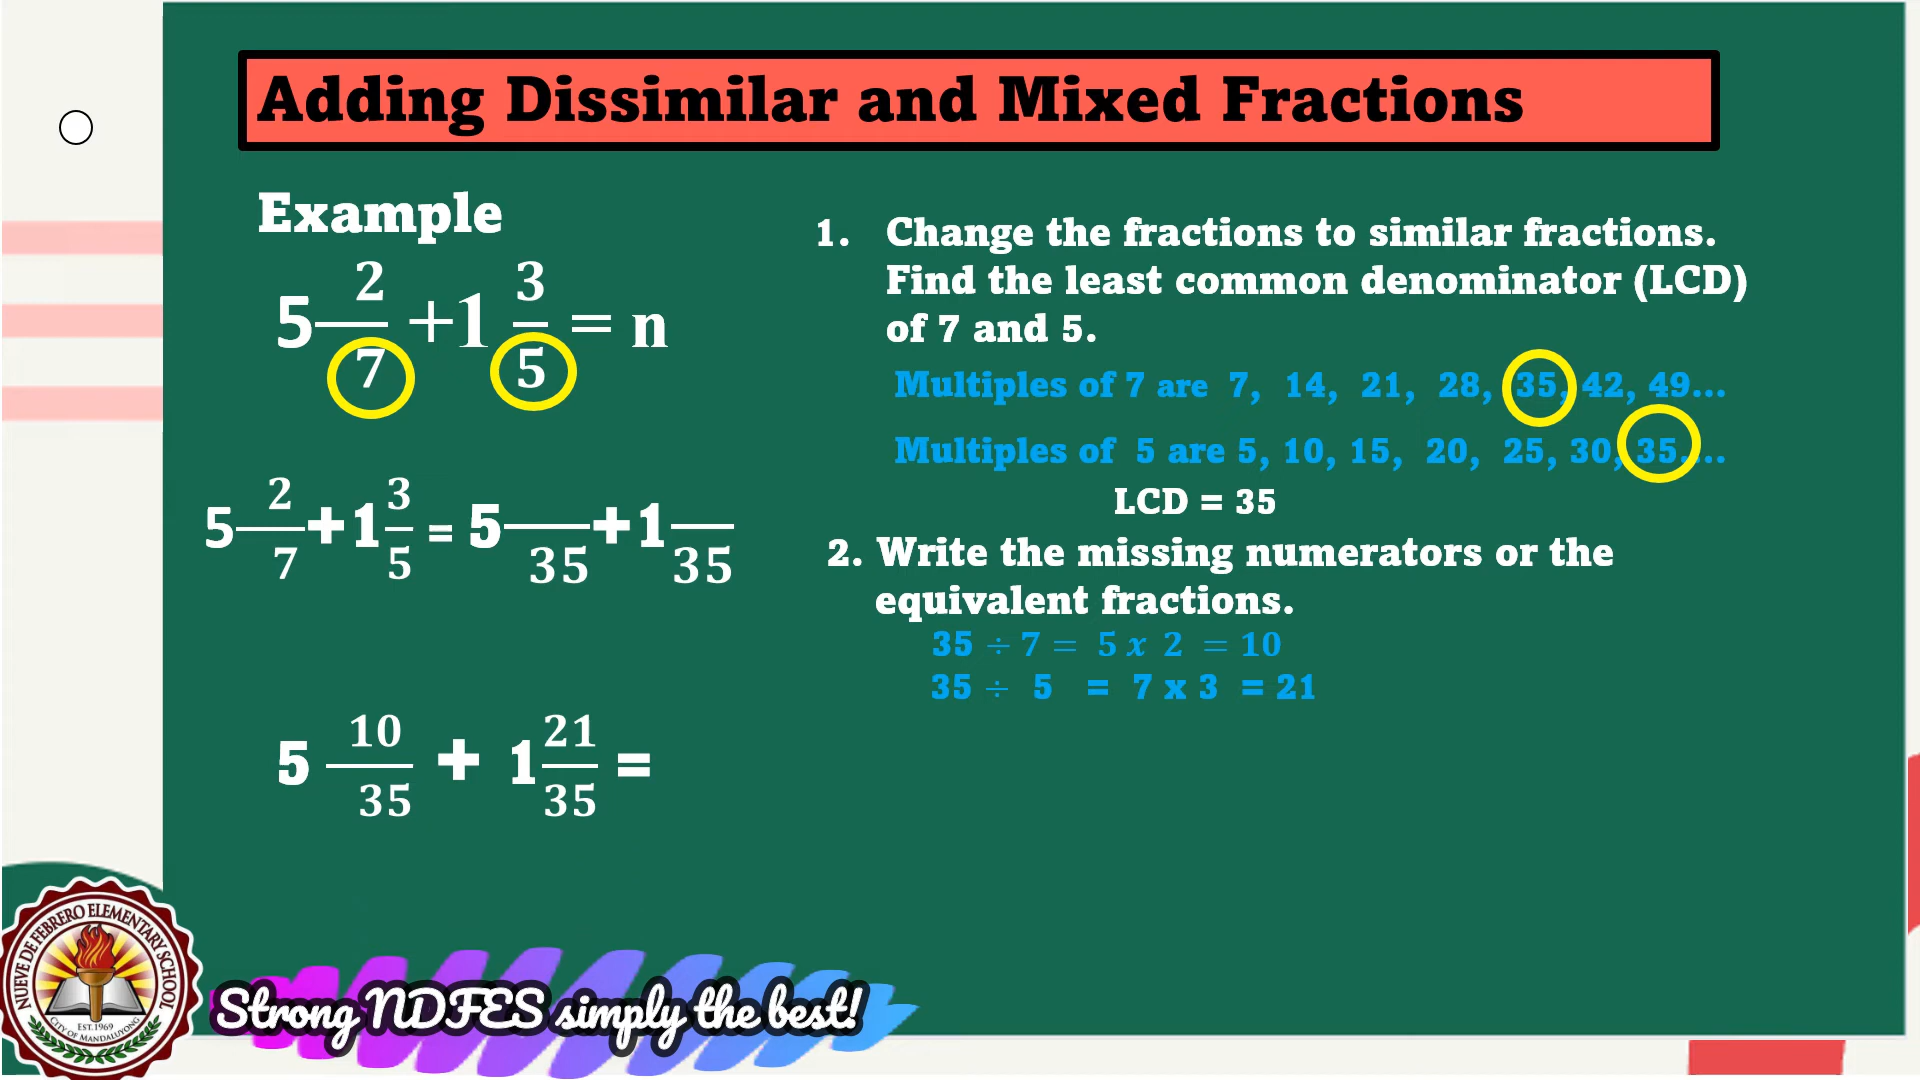 Adding Dissimilar and Mixed Fractions
Example
5 2/7 +1 3/5 = n
5 2/7 +1 3/5 = 5 __/35 +1 __/35
5 10/35 + 1 21/35 =
1. Change the fractions to similar fractions.
Find the least common denominator (LCD)
of 7 and 5.
Multiples of 7 are 7, 14, 21, 28, 35, 42, 49...
Multiples of 5 are 5, 10, 15, 20, 25, 30, 35....
LCD = 35
2. Write the missing numerators or the
equivalent fractions.
35 ÷ 7 = 5 x 2 = 10
35 ÷ 5 = 7 x 3 = 21
NUEVE DE FEBRERO ELEMENTARY SCHOOL
EST.1969
CITY OF MANDALUYONG
Strong NDFES simply the best!